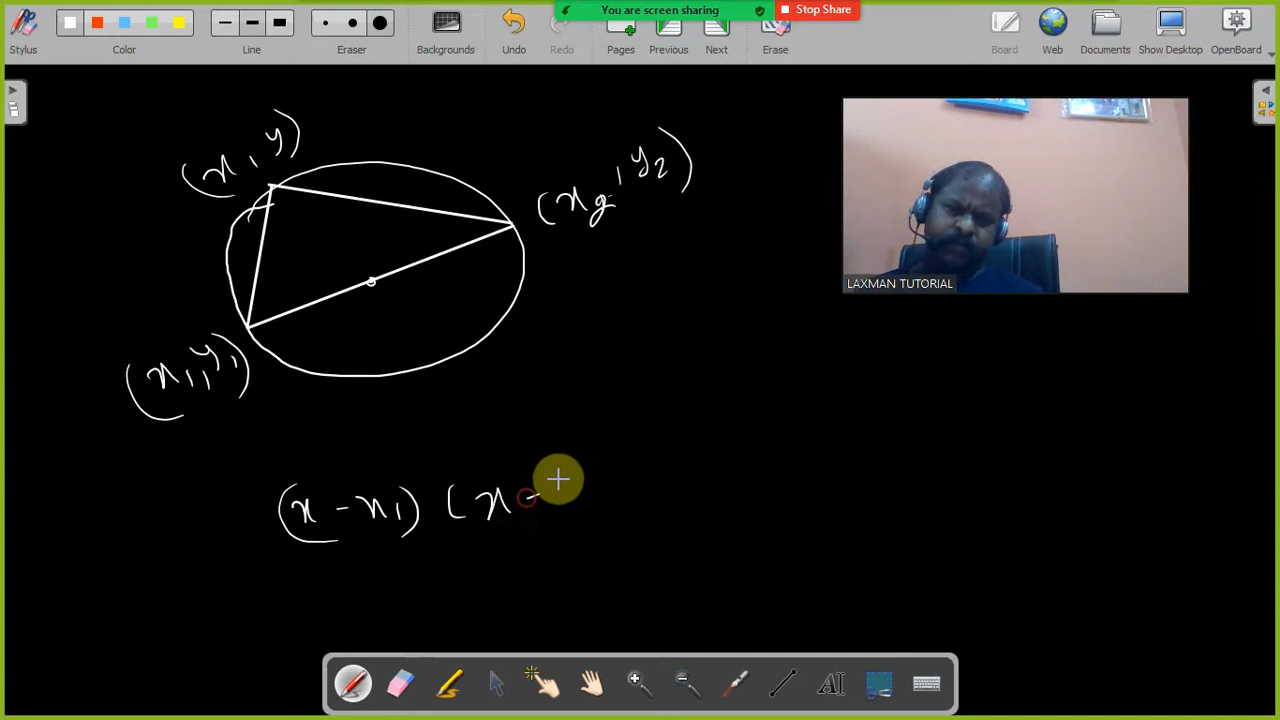 You are screen sharing Stop Share
Stylus Color Line Eraser Backgrounds Undo Redo Pages Previous Next Erase Board Web Documents Show Desktop OpenBoard
(x, y)
(x2, y2)
(x1, y1)
LAXMAN TUTORIAL
(x - x1) (x -